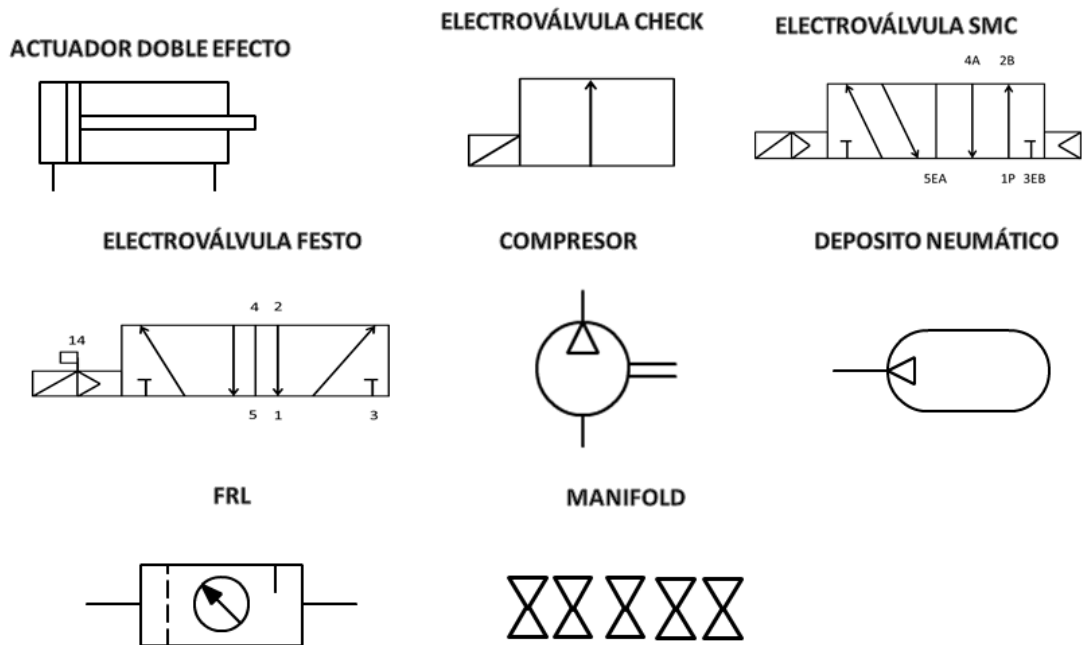 ACTUADOR DOBLE EFECTO
ELECTROVÁLVULA CHECK
ELECTROVÁLVULA SMC
4A 2B
5EA 1P 3EB
ELECTROVÁLVULA FESTO
14
4 2
5 1 3
COMPRESOR
DEPOSITO NEUMÁTICO
FRL
MANIFOLD